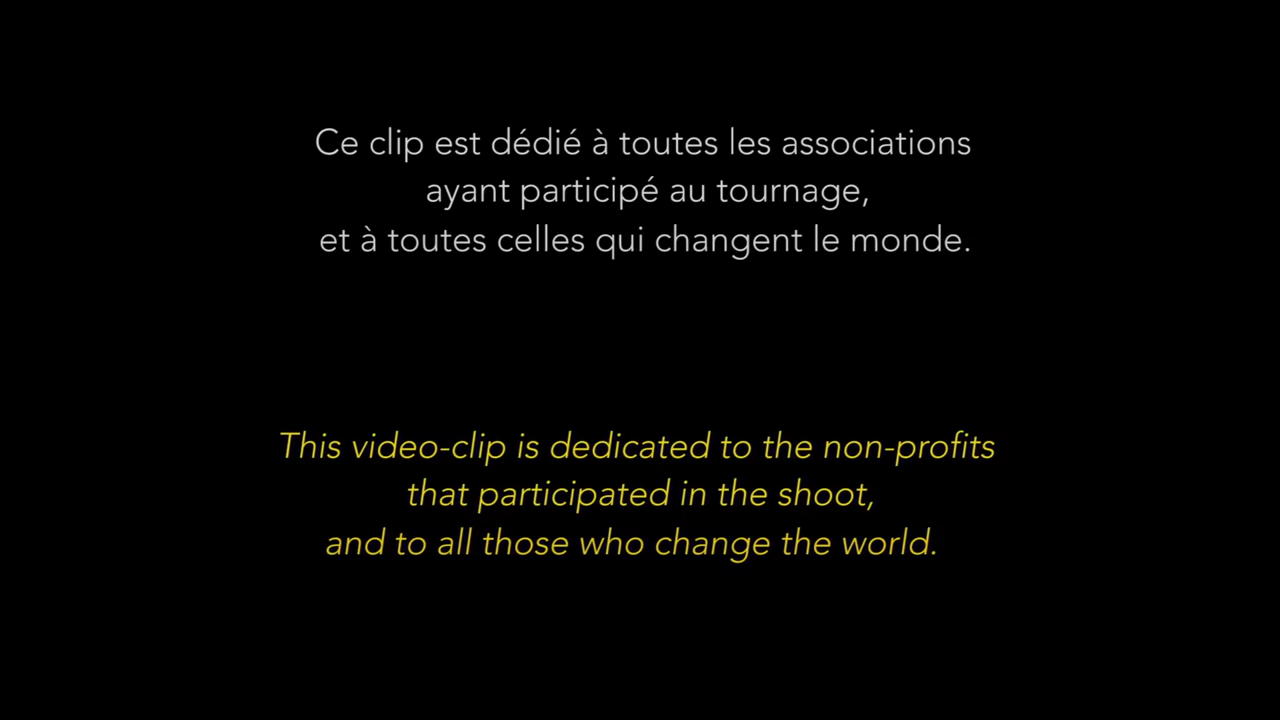 Ce clip est dédié à toutes les associations
ayant participé au tournage,
et à toutes celles qui changent le monde.
This video-clip is dedicated to the non-profits
that participated in the shoot,
and to all those who change the world.